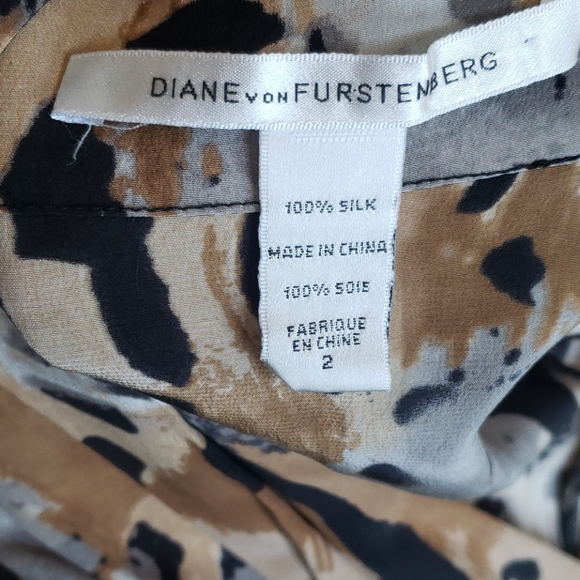 DIANE VON FURSTENBERG
100% SILK
MADE IN CHINA
100% SOIE
FABRIQUE
EN CHINE
2